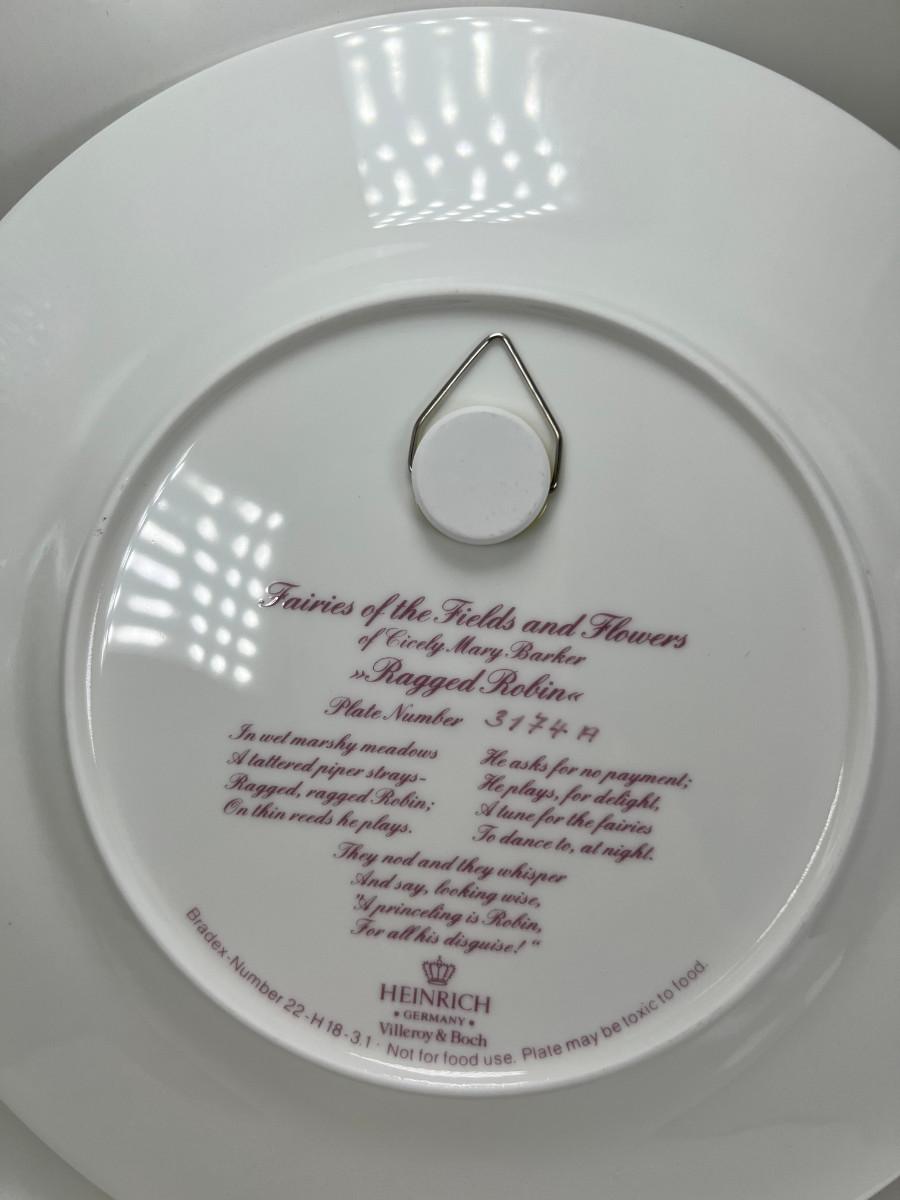 Fairies of the Fields and Flowers
of Cicely Mary Barker
»Ragged Robin«
Plate Number 3174 A
In wet marshy meadows
A tattered piper strays–
Ragged, ragged Robin;
On thin reeds he plays.
He asks for no payment;
He plays, for delight,
A tune for the fairies
To dance to, at night.
They nod and they whisper
And say, looking wise,
"A princeling is Robin,
For all his disguise!"
HEINRICH
• GERMANY •
Villeroy & Boch
Bradex-Number 22-H18-3.1 · Not for food use. Plate may be toxic to food.